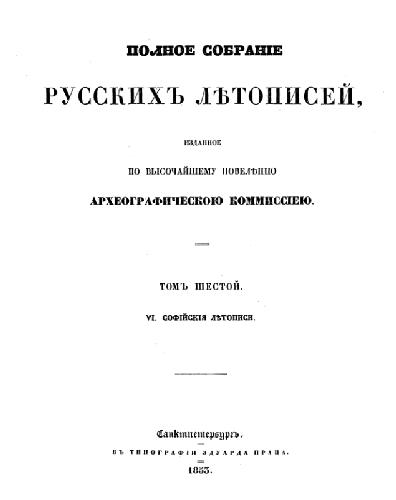 ПОЛНОЕ СОБРАНІЕ
РУССКИХЪ ЛѢТОПИСЕЙ,
ИЗДАННОЕ
ПО ВЫСОЧАЙШЕМУ ПОВЕЛѢНІЮ
АРХЕОГРАФИЧЕСКОЮ КОММИССІЕЮ.
ТОМЪ ШЕСТОЙ.
VI. СОФІЙСКІЯ ЛѢТОПИСИ.
Санктпетербургъ.
ВЪ ТИПОГРАФІИ ЭДУАРДА ПРАЦА.
1853.